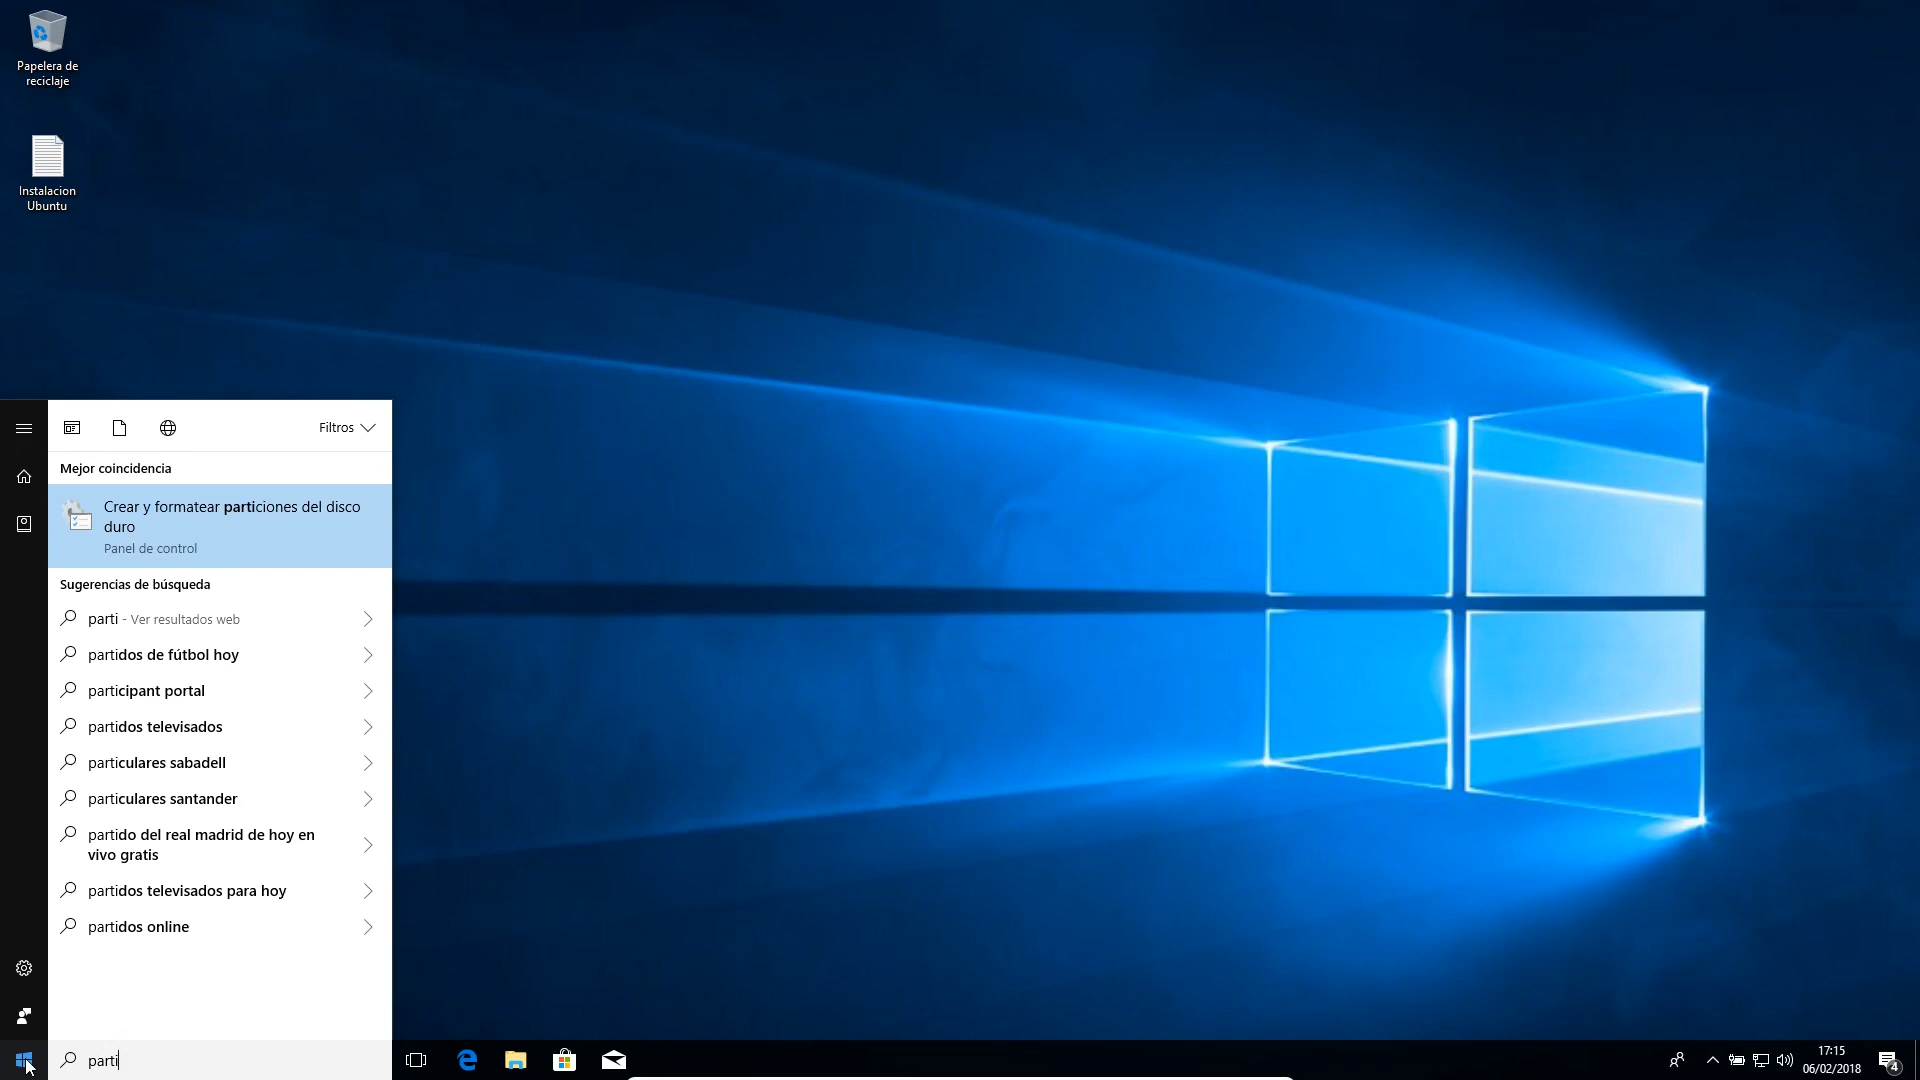 Papelera de
reciclaje
Instalacion
Ubuntu
Filtros
Mejor coincidencia
Crear y formatear particiones del disco
duro
Panel de control
Sugerencias de búsqueda
parti - Ver resultados web
partidos de fútbol hoy
participant portal
partidos televisados
particulares sabadell
particulares santander
partido del real madrid de hoy en
vivo gratis
partidos televisados para hoy
partidos online
parti
17:15
06/02/2018
4